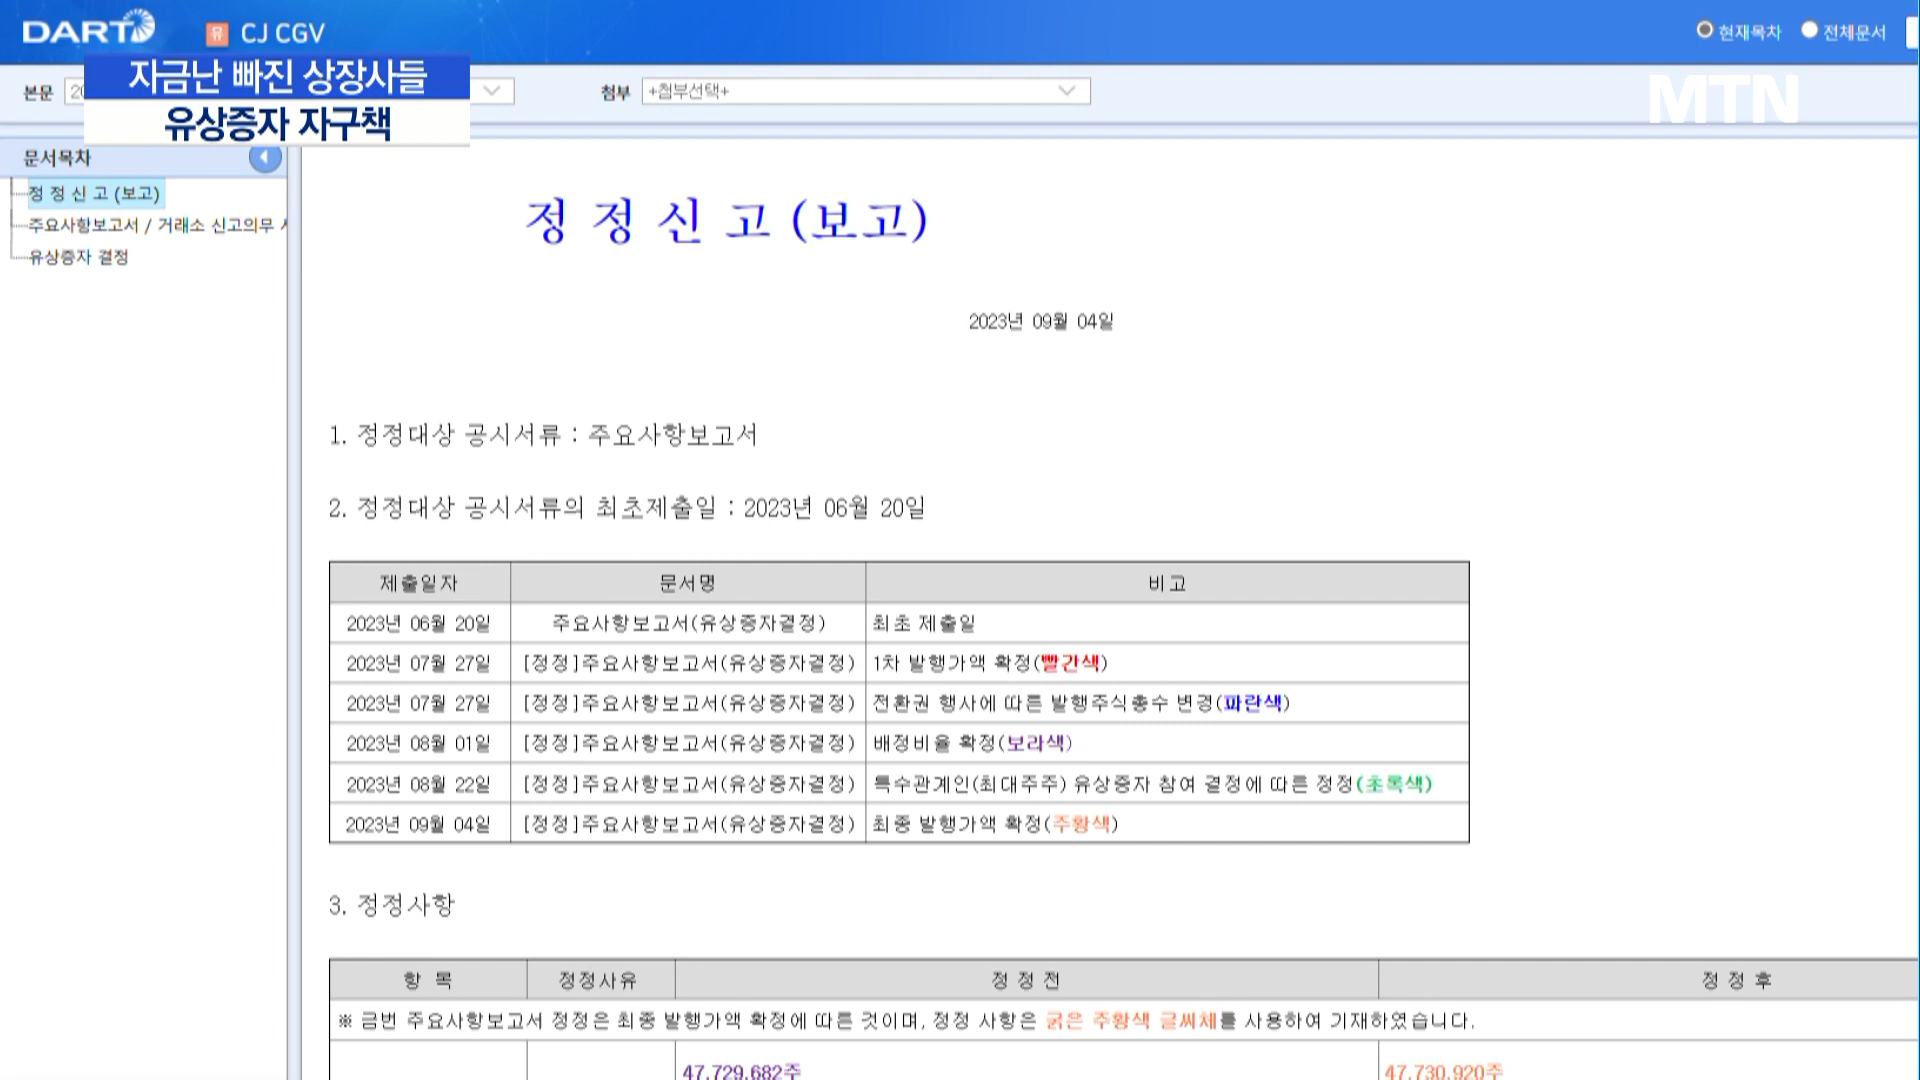 DART
유 CJ CGV
현재목차 전체문서
자금난 빠진 상장사들
유상증자 자구책
MTN
본문 20
첨부 +첨부선택+
문서목차
정 정 신 고 (보고)
주요사항보고서 / 거래소 신고의무
유상증자 결정
정 정 신 고 (보고)
2023년 09월 04일
1. 정정대상 공시서류 : 주요사항보고서
2. 정정대상 공시서류의 최초제출일 : 2023년 06월 20일
제출일자 문서명 비고
2023년 06월 20일 주요사항보고서(유상증자결정) 최초 제출일
2023년 07월 27일 [정정]주요사항보고서(유상증자결정) 1차 발행가액 확정(빨간색)
2023년 07월 27일 [정정]주요사항보고서(유상증자결정) 전환권 행사에 따른 발행주식총수 변경(파란색)
2023년 08월 01일 [정정]주요사항보고서(유상증자결정) 배정비율 확정(보라색)
2023년 08월 22일 [정정]주요사항보고서(유상증자결정) 특수관계인(최대주주) 유상증자 참여 결정에 따른 정정(초록색)
2023년 09월 04일 [정정]주요사항보고서(유상증자결정) 최종 발행가액 확정(주황색)
3. 정정사항
항 목 정정사유 정 정 전 정 정 후
※ 금번 주요사항보고서 정정은 최종 발행가액 확정에 따른 것이며, 정정 사항은 굵은 주황색 글씨체를 사용하여 기재하였습니다.
47,729,682주 47,730,920주